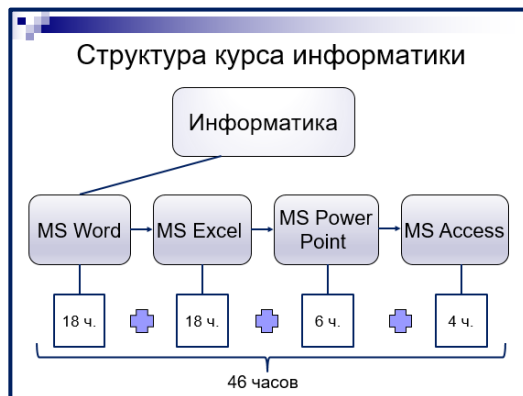 Структура курса информатики
Информатика
MS Word
MS Excel
MS Power
Point
MS Access
18 ч.
18 ч.
6 ч.
4 ч.
46 часов